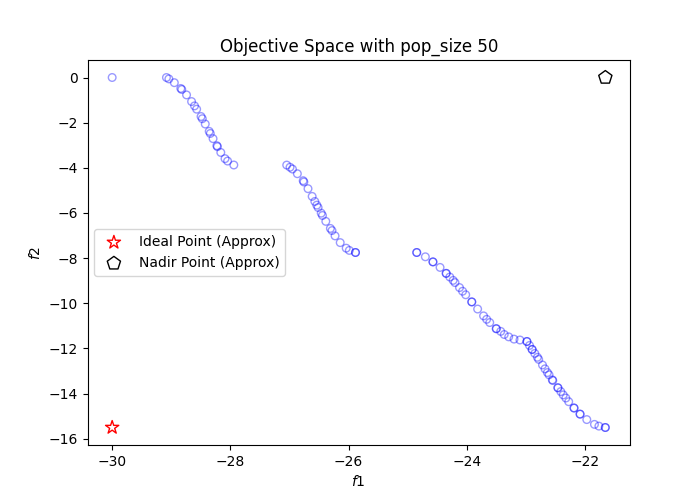 Objective Space with pop_size 50
0
−2
−4
−6
−8
−10
−12
−14
−16
f2
Ideal Point (Approx)
Nadir Point (Approx)
−30
−28
−26
−24
−22
f1